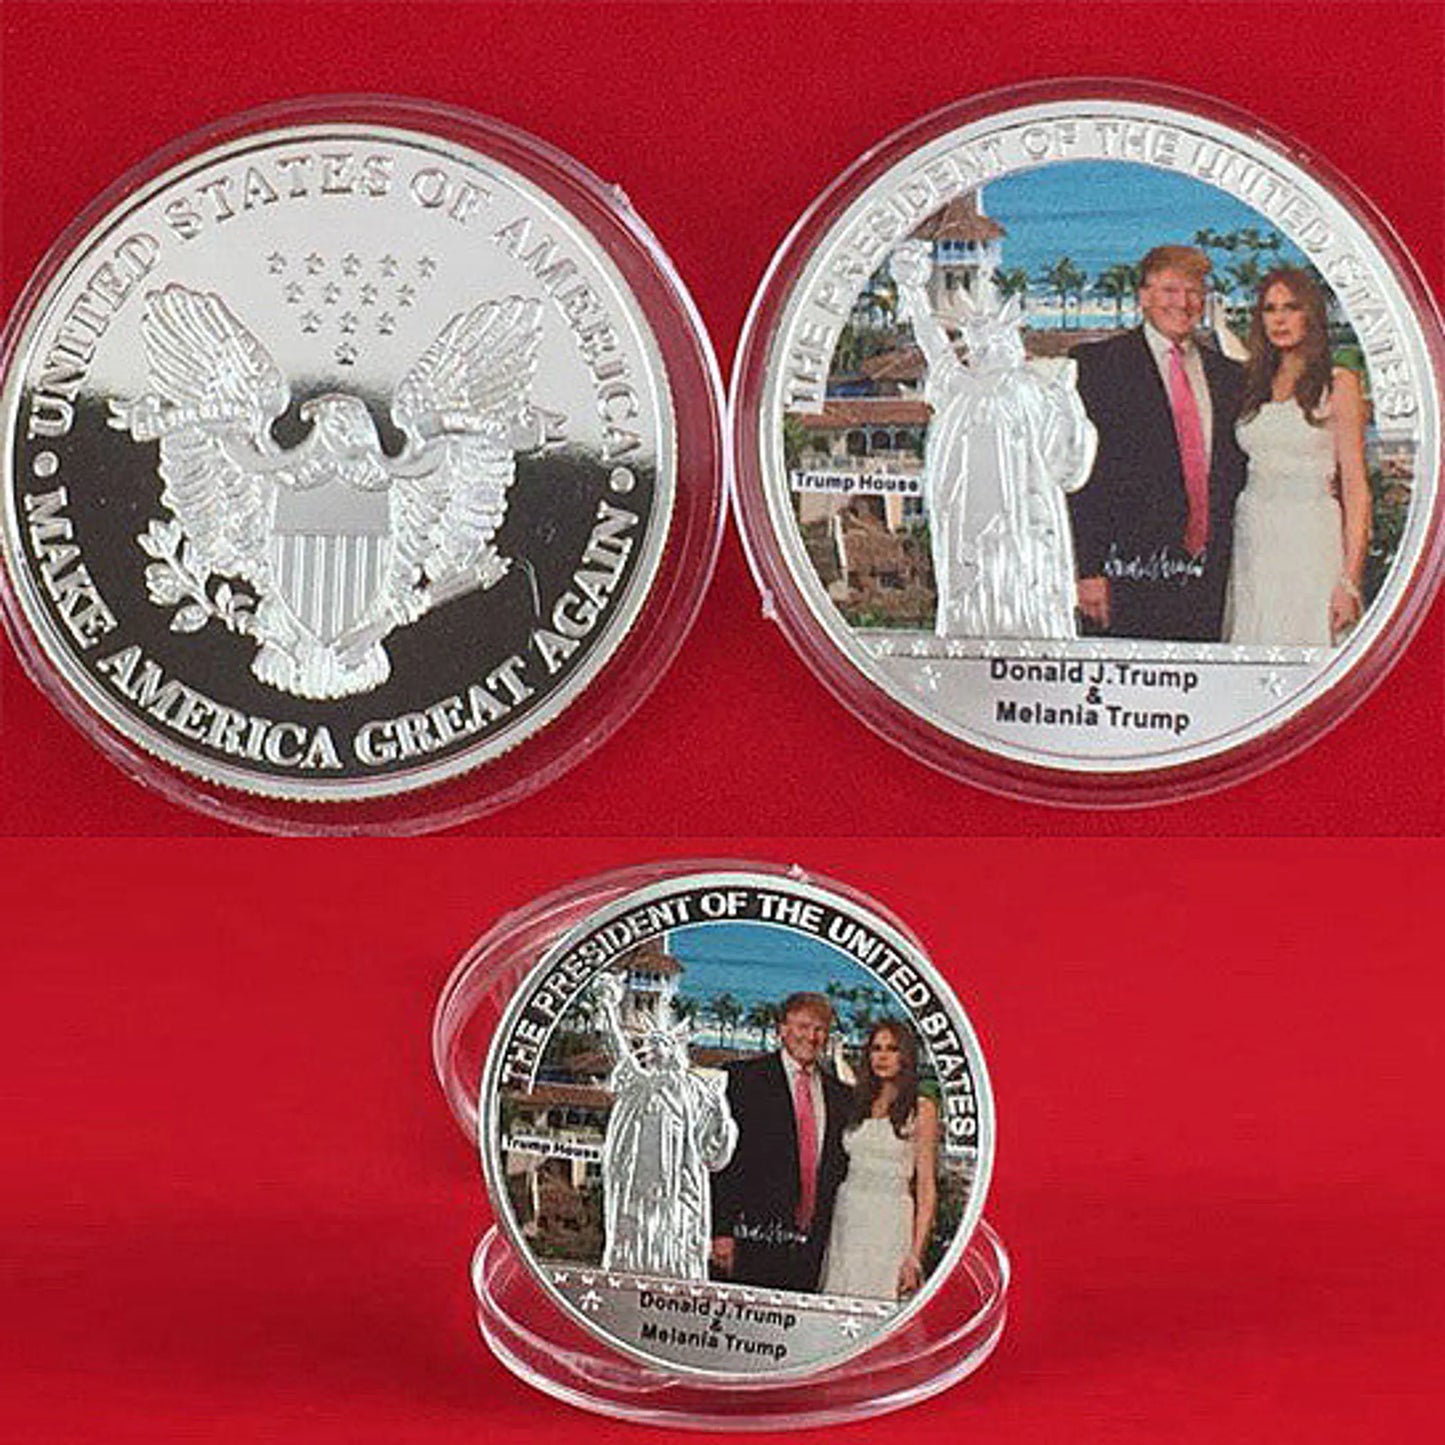 UNITED STATES OF AMERICA
• MAKE AMERICA GREAT AGAIN •
THE PRESIDENT OF THE UNITED STATES
Trump House
Donald J.Trump
&
Melania Trump
THE PRESIDENT OF THE UNITED STATES
Trump House
Donald J.Trump
&
Melania Trump